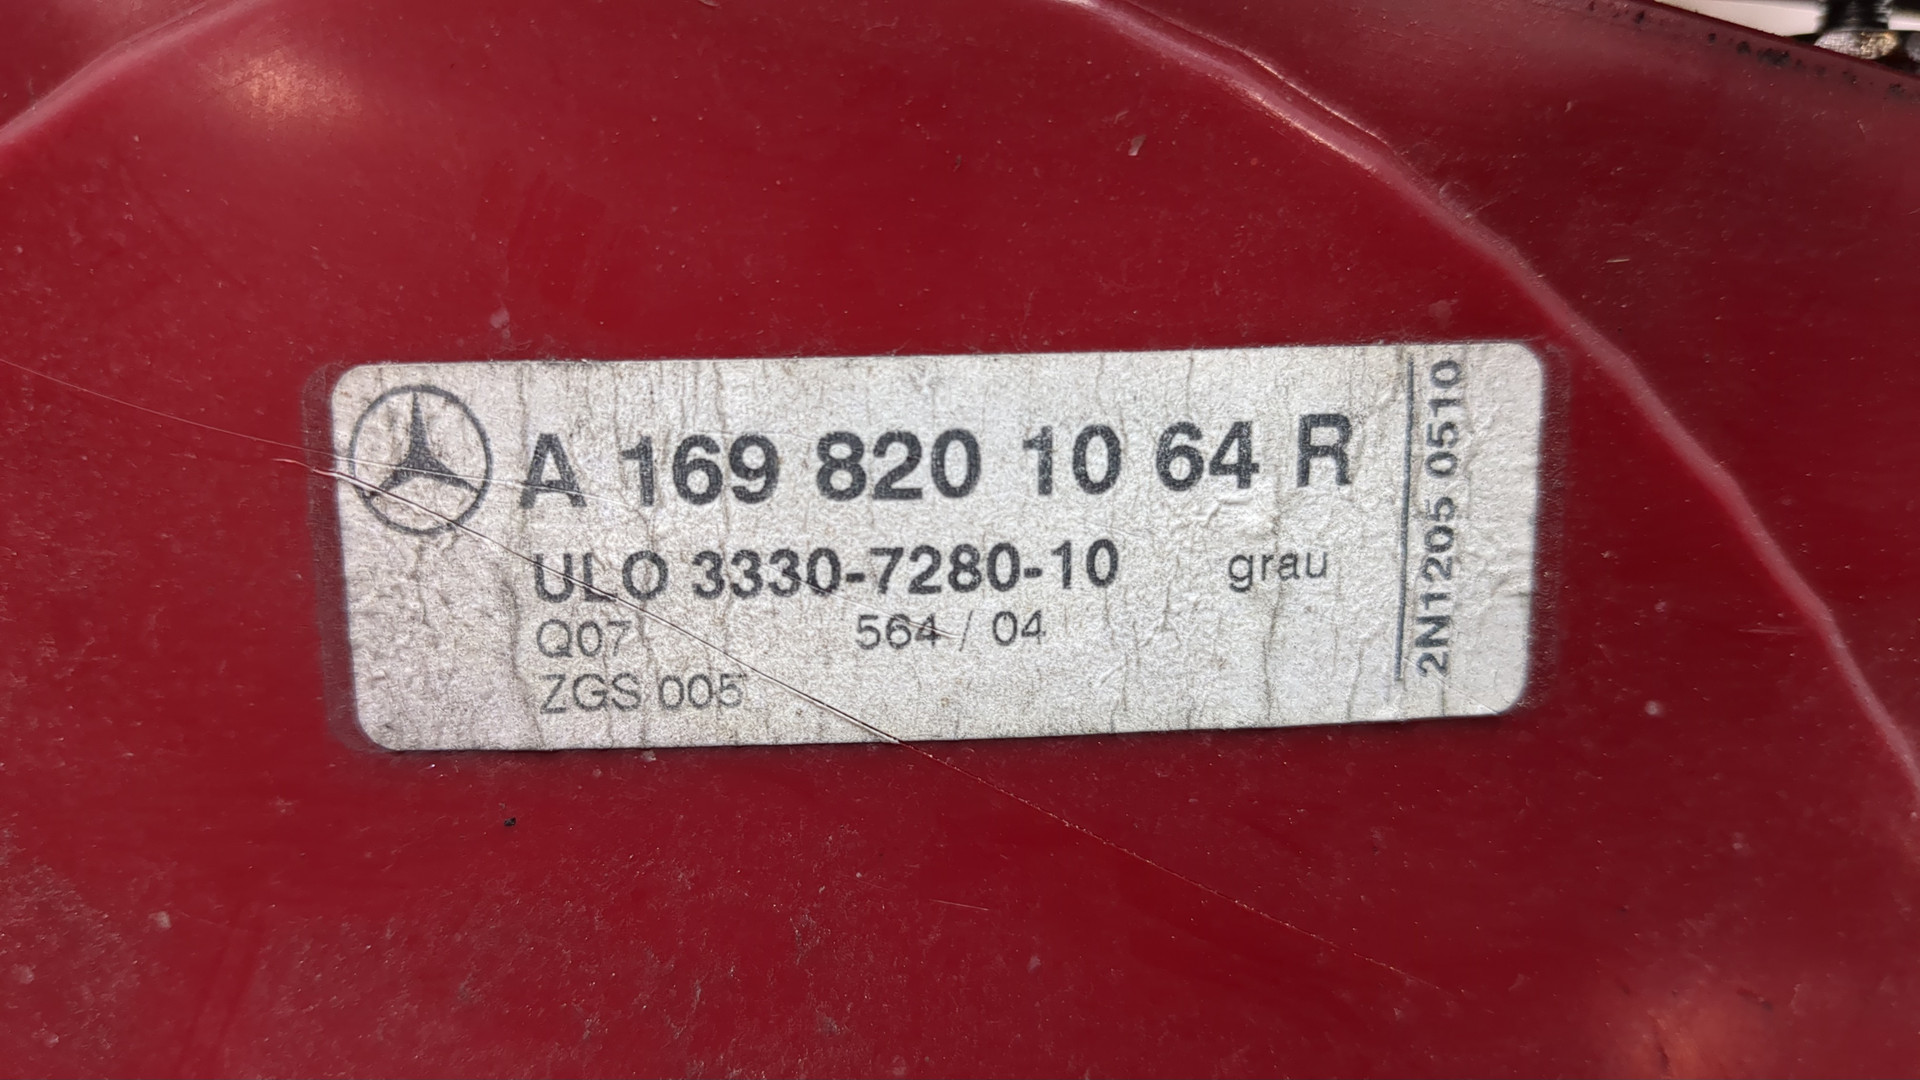 A 169 820 10 64 R
ULO 3330-7280-10 grau
Q07 564 / 04
ZGS 005
2N1205 0510